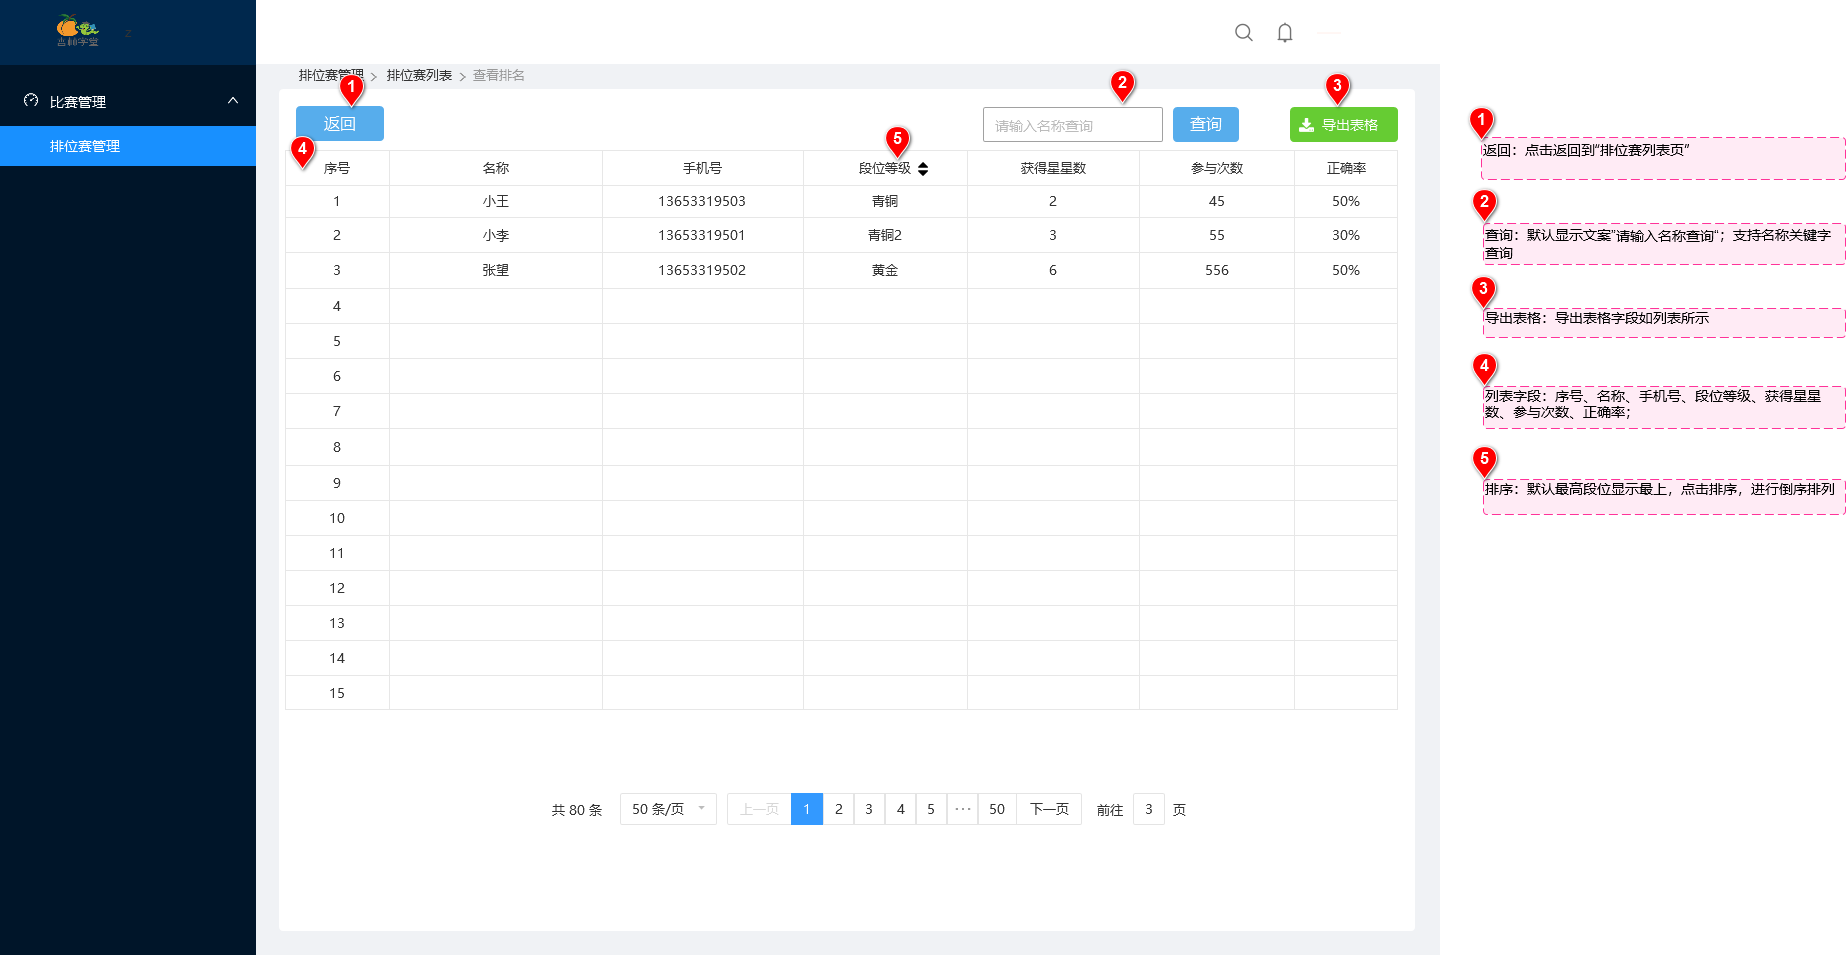 杏柚学堂
z
比赛管理
排位赛管理
排位赛管理 > 排位赛列表 > 查看排名
1
2
3
返回
请输入名称查询
查询
导出表格
4
5
序号 名称 手机号 段位等级 获得星星数 参与次数 正确率
1 小王 13653319503 青铜 2 45 50%
2 小李 13653319501 青铜2 3 55 30%
3 张望 13653319502 黄金 6 556 50%
4
5
6
7
8
9
10
11
12
13
14
15
共 80 条 50 条/页 上一页 1 2 3 4 5 ··· 50 下一页 前往 3 页
1
返回：点击返回到“排位赛列表页”
2
查询：默认显示文案"请输入名称查询"；支持名称关键字
查询
3
导出表格：导出表格字段如列表所示
4
列表字段：序号、名称、手机号、段位等级、获得星星
数、参与次数、正确率；
5
排序：默认最高段位显示最上，点击排序，进行倒序排列